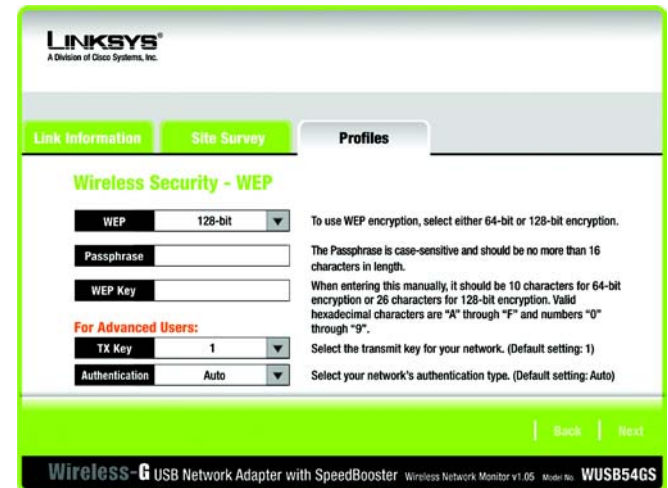 LINKSYS®
A Division of Cisco Systems, Inc.
Link Information
Site Survey
Profiles
Wireless Security - WEP
WEP
128-bit
To use WEP encryption, select either 64-bit or 128-bit encryption.
Passphrase
The Passphrase is case-sensitive and should be no more than 16
characters in length.
WEP Key
When entering this manually, it should be 10 characters for 64-bit
encryption or 26 characters for 128-bit encryption. Valid
hexadecimal characters are “A” through “F” and numbers “0”
through “9”.
For Advanced Users:
TX Key
1
Select the transmit key for your network. (Default setting: 1)
Authentication
Auto
Select your network's authentication type. (Default setting: Auto)
Back
Next
Wireless-G USB Network Adapter with SpeedBooster Wireless Network Monitor v1.05 Model No. WUSB54GS